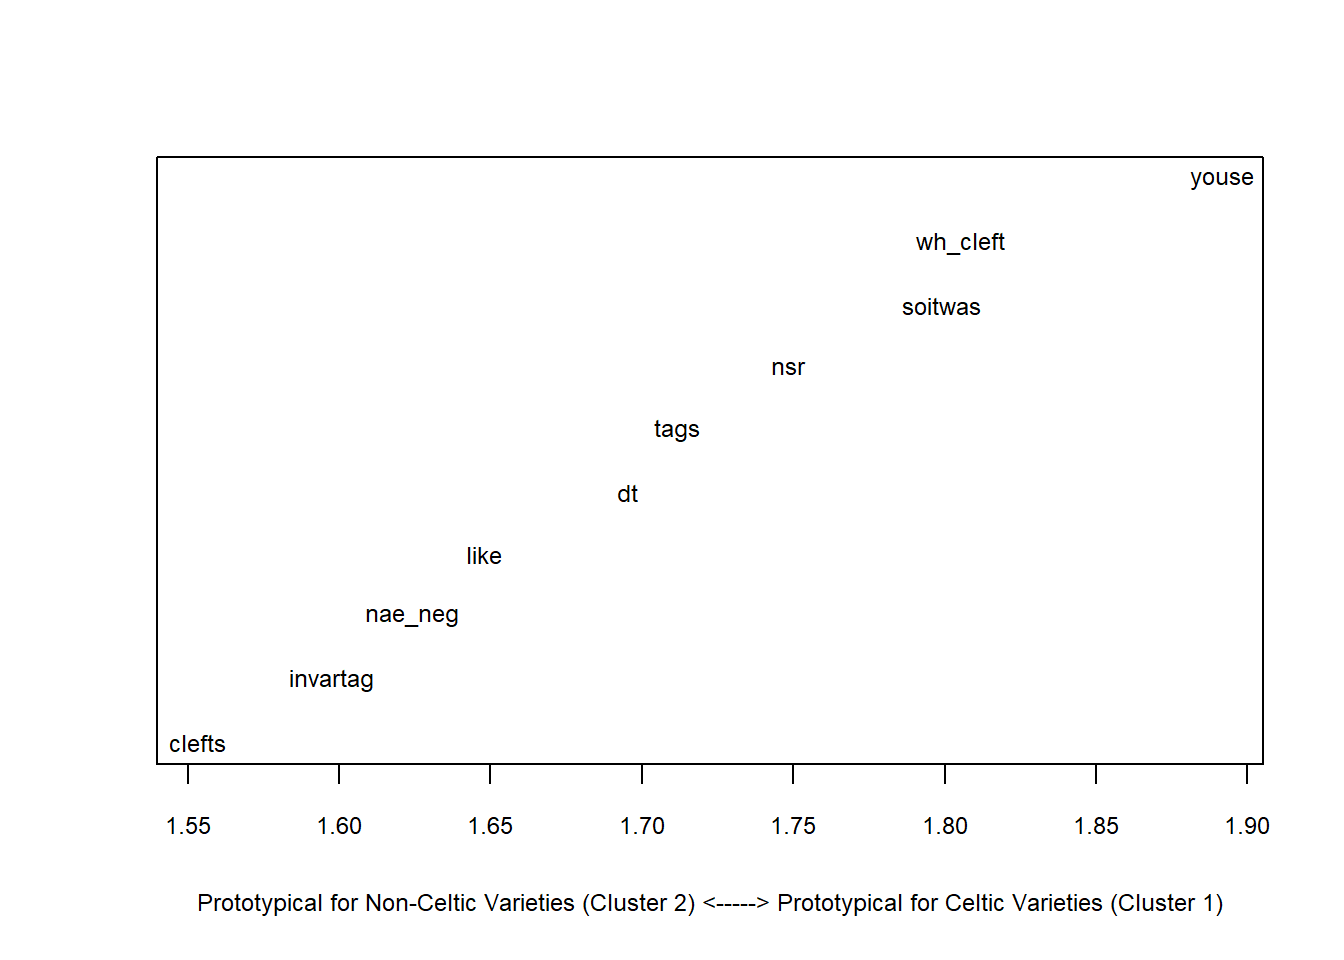 youse
wh_cleft
soitwas
nsr
tags
dt
like
nae_neg
invartag
clefts
1.55 1.60 1.65 1.70 1.75 1.80 1.85 1.90
Prototypical for Non-Celtic Varieties (Cluster 2) <-----> Prototypical for Celtic Varieties (Cluster 1)